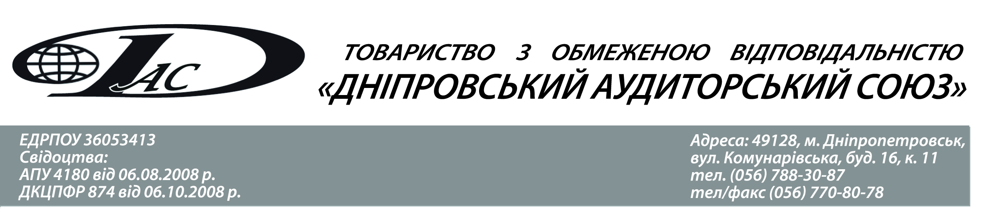 АС
ТОВАРИСТВО З ОБМЕЖЕНОЮ ВІДПОВІДАЛЬНІСТЮ
«ДНІПРОВСЬКИЙ АУДИТОРСЬКИЙ СОЮЗ»
ЕДРПОУ 36053413
Свідоцтва:
АПУ 4180 від 06.08.2008 р.
ДКЦПФР 874 від 06.10.2008 р.
Адреса: 49128, м. Дніпропетровськ,
вул. Комунарівська, буд. 16, к. 11
тел. (056) 788-30-87
тел/факс (056) 770-80-78